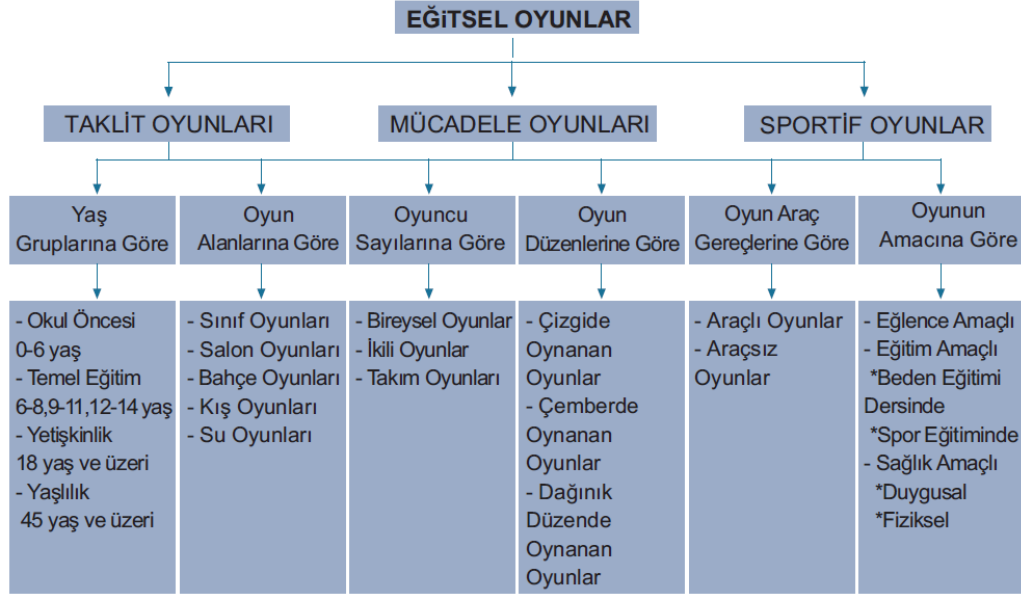 EĞİTSEL OYUNLAR
TAKLİT OYUNLARI
MÜCADELE OYUNLARI
SPORTİF OYUNLAR
Yaş
Gruplarına Göre
Oyun
Alanlarına Göre
Oyuncu
Sayılarına Göre
Oyun
Düzenlerine Göre
Oyun Araç
Gereçlerine Göre
Oyunun
Amacına Göre
- Okul Öncesi
0-6 yaş
- Temel Eğitim
6-8,9-11,12-14 yaş
- Yetişkinlik
18 yaş ve üzeri
- Yaşlılık
45 yaş ve üzeri
- Sınıf Oyunları
- Salon Oyunları
- Bahçe Oyunları
- Kış Oyunları
- Su Oyunları
- Bireysel Oyunlar
- İkili Oyunlar
- Takım Oyunları
- Çizgide
Oynanan
Oyunlar
- Çemberde
Oynanan
Oyunlar
- Dağınık
Düzende
Oynanan
Oyunlar
- Araçlı Oyunlar
- Araçsız
Oyunlar
- Eğlence Amaçlı
- Eğitim Amaçlı
*Beden Eğitimi
Dersinde
*Spor Eğitiminde
- Sağlık Amaçlı
*Duygusal
*Fiziksel